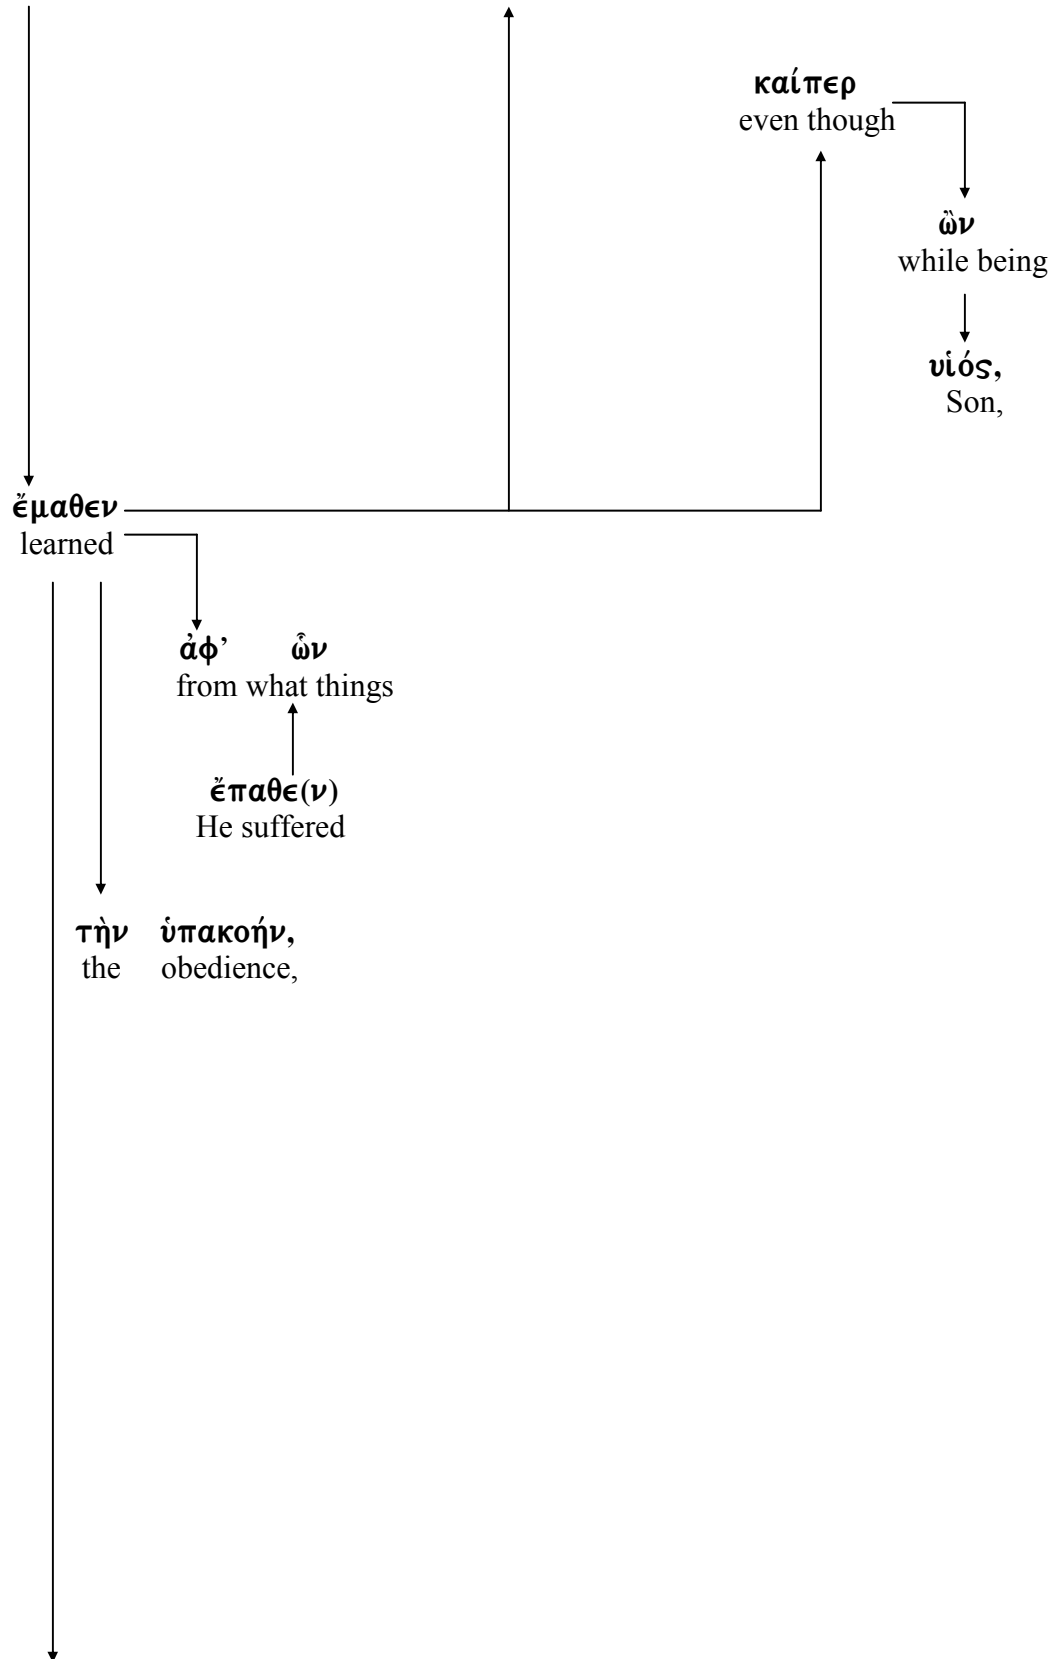 καίπερ
even though
ὢν
while being
υἱός,
Son,
ἔμαθεν
learned
ἀφ’ ὧν
from what things
ἔπαθε(ν)
He suffered
τὴν ὑπακοήν,
the obedience,